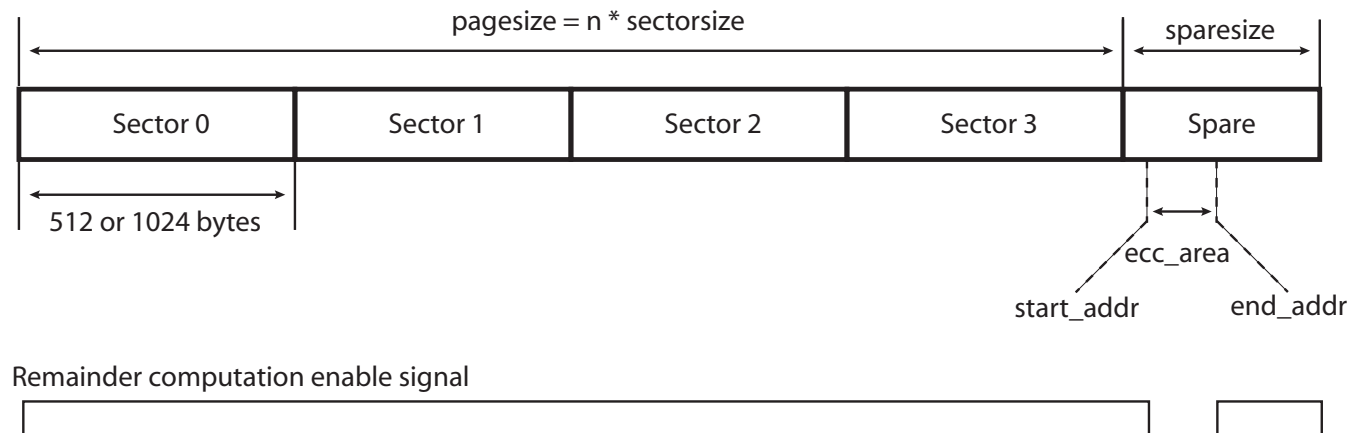 pagesize = n * sectorsize
sparesize
Sector 0
Sector 1
Sector 2
Sector 3
Spare
512 or 1024 bytes
ecc_area
start_addr
end_addr
Remainder computation enable signal